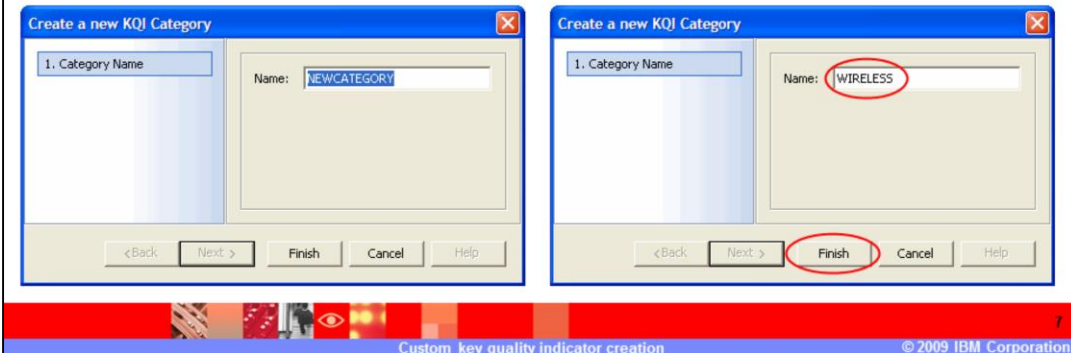 Create a new KQI Category
1. Category Name
Name: NEWCATEGORY
<Back Next > Finish Cancel Help
Create a new KQI Category
1. Category Name
Name: WIRELESS
<Back Next > Finish Cancel Help
7
Custom key quality indicator creation © 2009 IBM Corporation